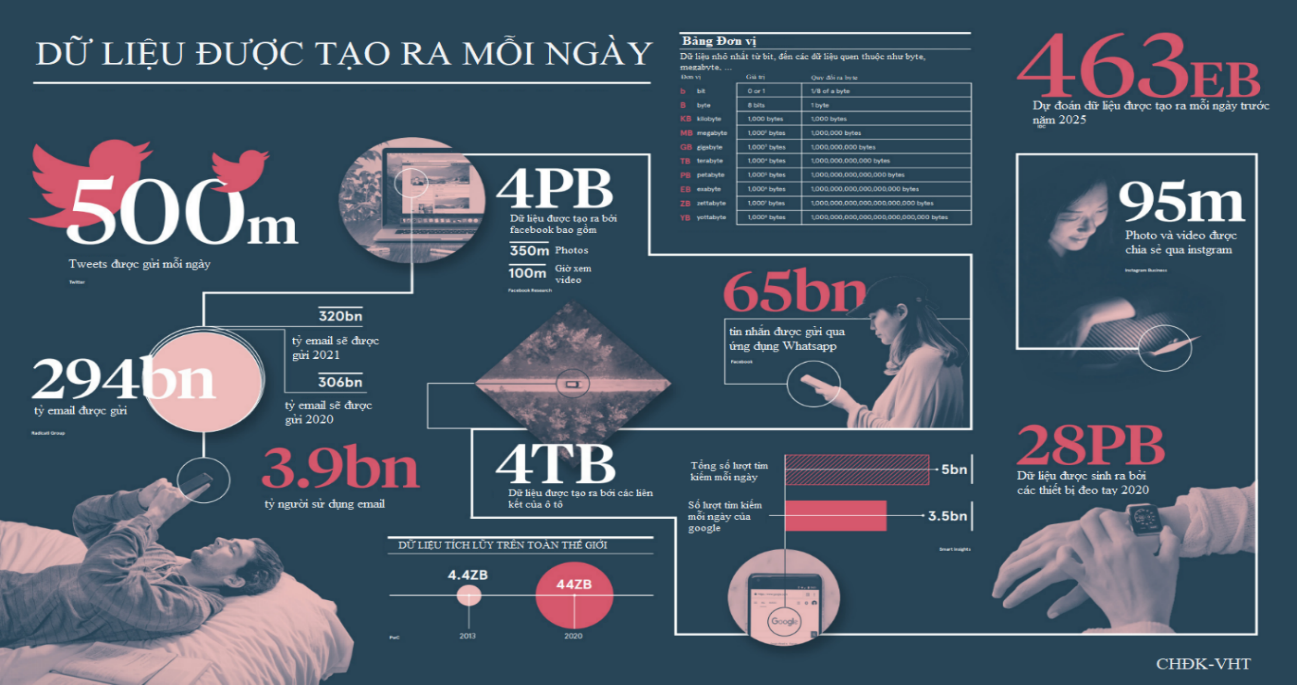 DỮ LIỆU ĐƯỢC TẠO RA MỖI NGÀY
500m
Tweets được gửi mỗi ngày
Twitter
4PB
Dữ liệu được tạo ra bởi
facebook bao gồm
350m Photos
100m Giờ xem
video
Facebook Research
Bảng Đơn vị
Dữ liệu nhỏ nhất từ bit, đến các dữ liệu quen thuộc như byte,
megabyte, ...
Đơn vị Giá trị Quy đổi ra byte
b bit 0 or 1 1/8 of a byte
B byte 8 bits 1 byte
KB kilobyte 1,000 bytes 1,000 bytes
MB megabyte 1,000² bytes 1,000,000 bytes
GB gigabyte 1,000³ bytes 1,000,000,000 bytes
TB terabyte 1,000⁴ bytes 1,000,000,000,000 bytes
PB petabyte 1,000⁵ bytes 1,000,000,000,000,000 bytes
EB exabyte 1,000⁶ bytes 1,000,000,000,000,000,000 bytes
ZB zettabyte 1,000⁷ bytes 1,000,000,000,000,000,000,000 bytes
YB yottabyte 1,000⁸ bytes 1,000,000,000,000,000,000,000,000 bytes
463EB
Dự đoán dữ liệu được tạo ra mỗi ngày trước
năm 2025
IDC
95m
Photo và video được
chia sẻ qua instgram
Instagram Business
65bn
tin nhắn được gửi qua
ứng dụng Whatsapp
Facebook
294bn
tỷ email được gửi
Radicati Group
320bn
tỷ email sẽ được
gửi 2021
306bn
tỷ email sẽ được
gửi 2020
3.9bn
tỷ người sử dụng email
4TB
Dữ liệu được tạo ra bởi các liên
kết của ô tô
Tổng số lượt tìm
kiếm mỗi ngày
5bn
Số lượt tìm kiếm
mỗi ngày của
google
3.5bn
Smart Insights
Google
28PB
Dữ liệu được sinh ra bởi
các thiết bị đeo tay 2020
DỮ LIỆU TÍCH LŨY TRÊN TOÀN THẾ GIỚI
4.4ZB
44ZB
PwC
2013
2020
CHĐK-VHT